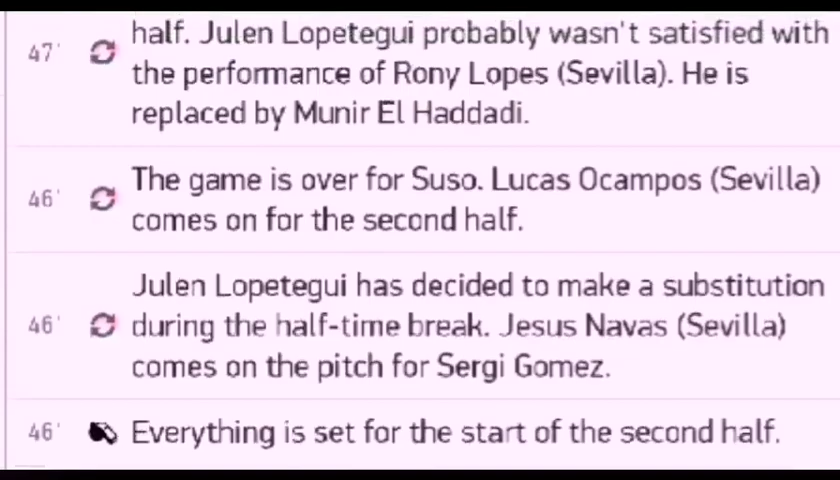 half. Julen Lopetegui probably wasn't satisfied with
47' the performance of Rony Lopes (Sevilla). He is
replaced by Munir El Haddadi.
46' The game is over for Suso. Lucas Ocampos (Sevilla)
comes on for the second half.
Julen Lopetegui has decided to make a substitution
46' during the half-time break. Jesus Navas (Sevilla)
comes on the pitch for Sergi Gomez.
46' Everything is set for the start of the second half.